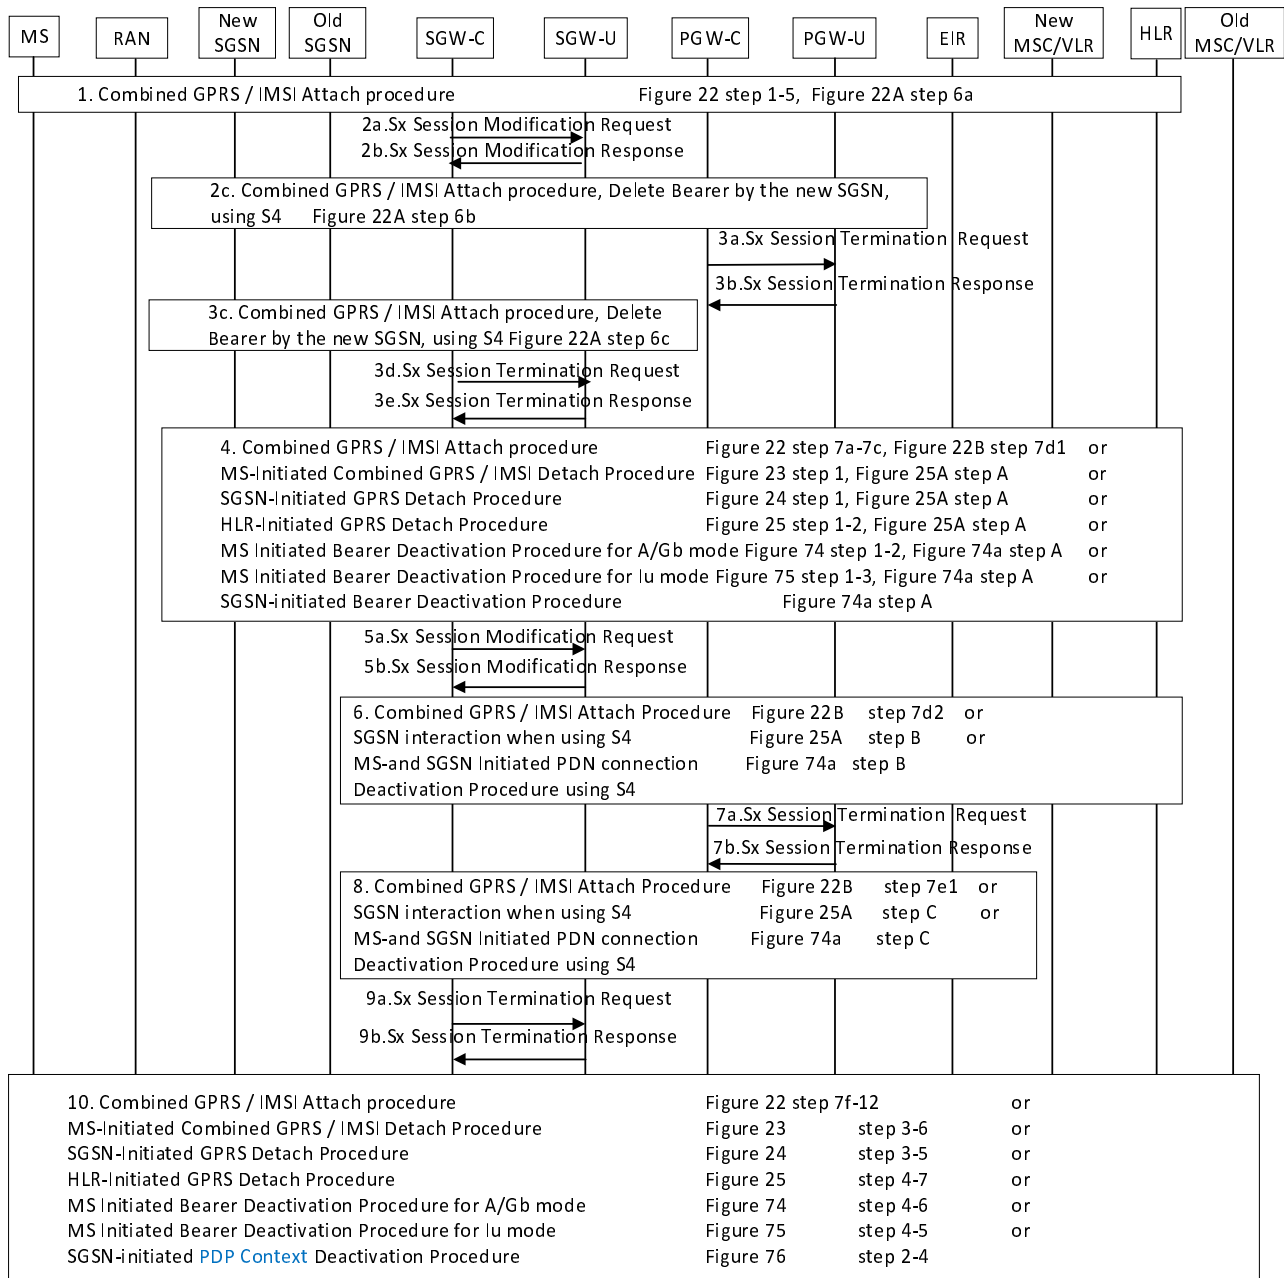 MS
RAN
New
SGSN
Old
SGSN
SGW-C
SGW-U
PGW-C
PGW-U
EIR
New
MSC/VLR
HLR
Old
MSC/VLR
1. Combined GPRS / IMSI Attach procedure Figure 22 step 1-5, Figure 22A step 6a
2a.Sx Session Modification Request
2b.Sx Session Modification Response
2c. Combined GPRS / IMSI Attach procedure, Delete Bearer by the new SGSN,
using S4 Figure 22A step 6b
3a.Sx Session Termination Request
3b.Sx Session Termination Response
3c. Combined GPRS / IMSI Attach procedure, Delete
Bearer by the new SGSN, using S4 Figure 22A step 6c
3d.Sx Session Termination Request
3e.Sx Session Termination Response
4. Combined GPRS / IMSI Attach procedure Figure 22 step 7a-7c, Figure 22B step 7d1 or
MS-Initiated Combined GPRS / IMSI Detach Procedure Figure 23 step 1, Figure 25A step A or
SGSN-Initiated GPRS Detach Procedure Figure 24 step 1, Figure 25A step A or
HLR-Initiated GPRS Detach Procedure Figure 25 step 1-2, Figure 25A step A or
MS Initiated Bearer Deactivation Procedure for A/Gb mode Figure 74 step 1-2, Figure 74a step A or
MS Initiated Bearer Deactivation Procedure for Iu mode Figure 75 step 1-3, Figure 74a step A or
SGSN-initiated Bearer Deactivation Procedure Figure 74a step A
5a.Sx Session Modification Request
5b.Sx Session Modification Response
6. Combined GPRS / IMSI Attach Procedure Figure 22B step 7d2 or
SGSN interaction when using S4 Figure 25A step B or
MS-and SGSN Initiated PDN connection Figure 74a step B
Deactivation Procedure using S4
7a.Sx Session Termination Request
7b.Sx Session Termination Response
8. Combined GPRS / IMSI Attach Procedure Figure 22B step 7e1 or
SGSN interaction when using S4 Figure 25A step C or
MS-and SGSN Initiated PDN connection Figure 74a step C
Deactivation Procedure using S4
9a.Sx Session Termination Request
9b.Sx Session Termination Response
10. Combined GPRS / IMSI Attach procedure Figure 22 step 7f-12 or
MS-Initiated Combined GPRS / IMSI Detach Procedure Figure 23 step 3-6 or
SGSN-Initiated GPRS Detach Procedure Figure 24 step 3-5 or
HLR-Initiated GPRS Detach Procedure Figure 25 step 4-7 or
MS Initiated Bearer Deactivation Procedure for A/Gb mode Figure 74 step 4-6 or
MS Initiated Bearer Deactivation Procedure for Iu mode Figure 75 step 4-5 or
SGSN-initiated PDP Context Deactivation Procedure Figure 76 step 2-4